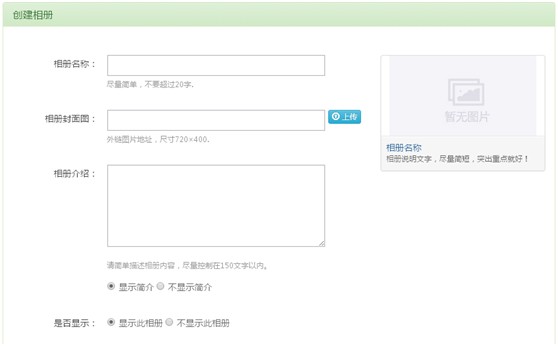 创建相册
相册名称：
尽量简单，不要超过20字。
相册封面图： 上传
外链图片地址，尺寸720×400。
相册介绍：
请简单描述相册内容，尽量控制在150文字以内。
显示简介 不显示简介
是否显示： 显示此相册 不显示此相册
暂无图片
相册名称
相册说明文字，尽量简短，突出重点就好！